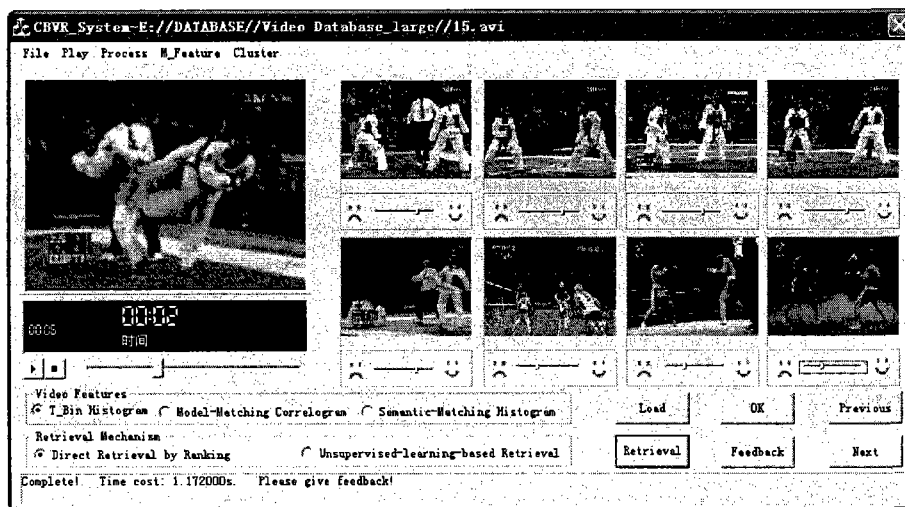 CBVR_System-E://DATABASE//Video Database_large//15.avi
File Play Process M_Feature Cluster
00:02
00:05
时间
Video Features
T_Bin Histogram Model-Matching Correlogram Semantic-Matching Histogram
Load OK Previous
Retrieval Mechanism
Direct Retrieval by Ranking Unsupervised-learning-based Retrieval
Retrieval Feedback Next
Complete! Time cost: 1.172000s. Please give feedback!